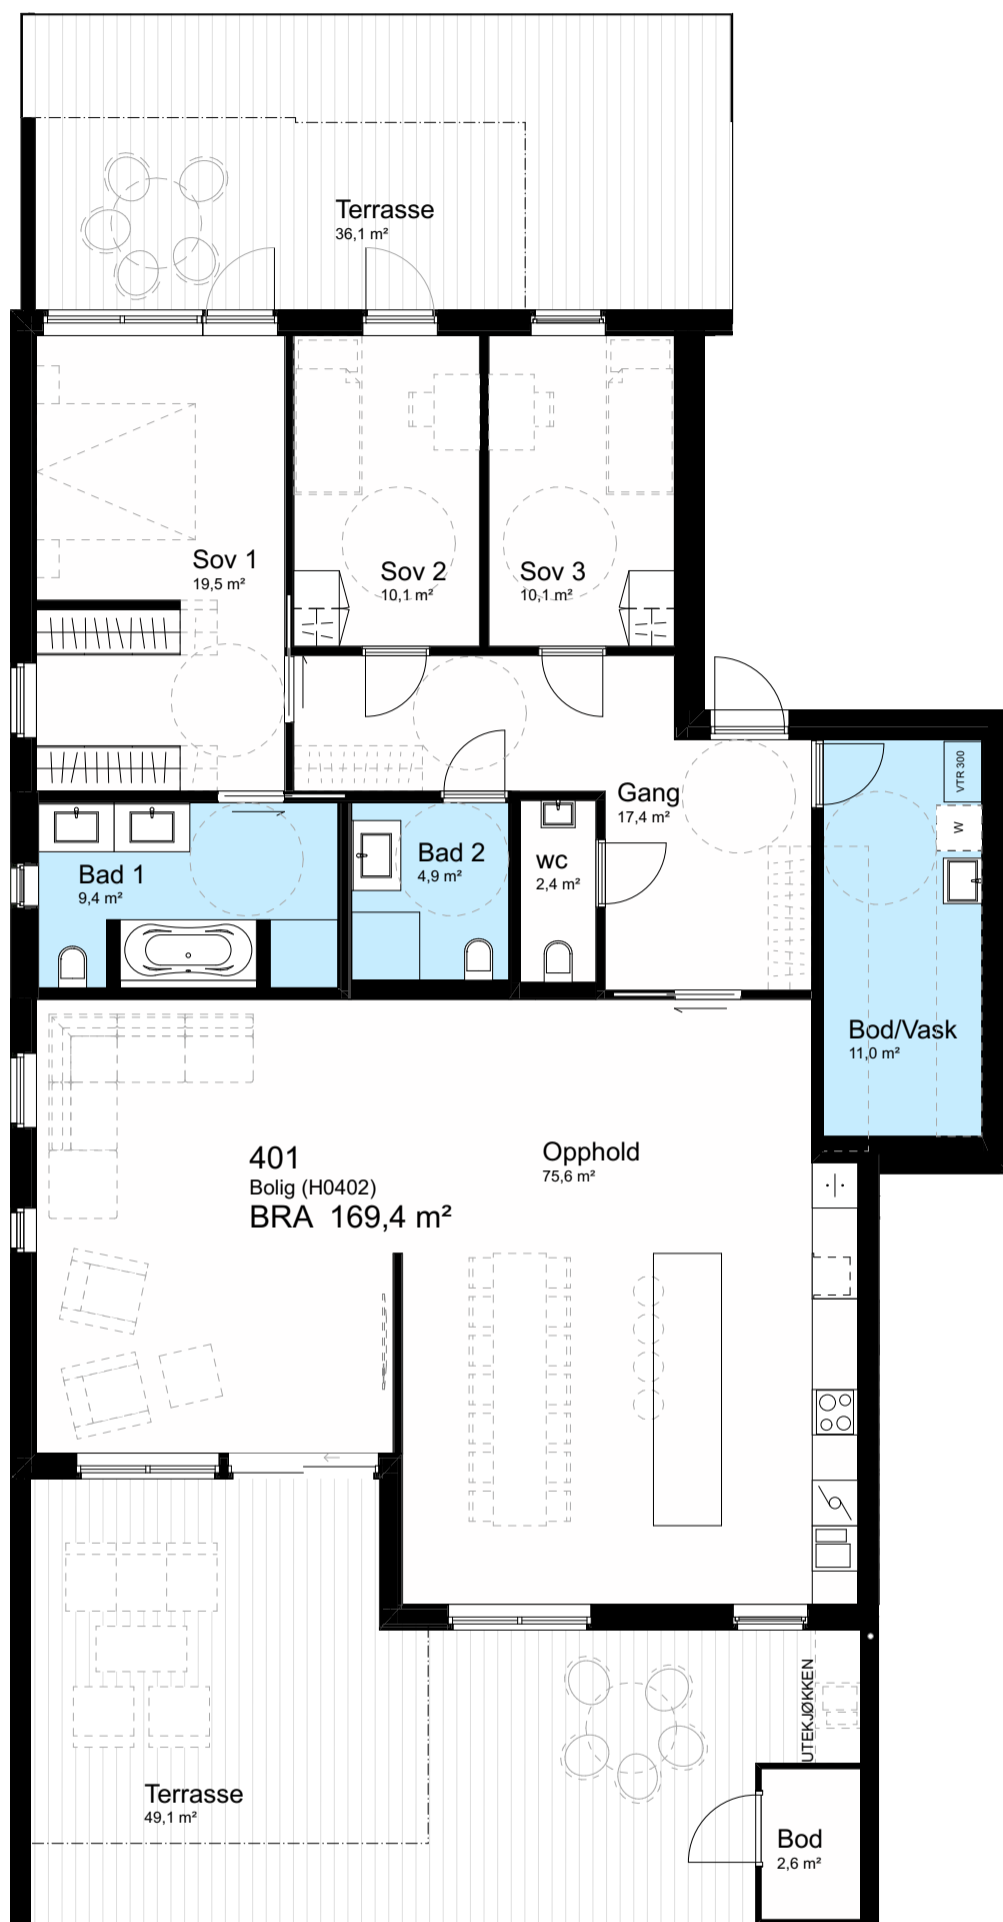 Terrasse
36,1 m²
Sov 1
19,5 m²
Sov 2
10,1 m²
Sov 3
10,1 m²
VTR 300
W
Gang
17,4 m²
Bad 1
9,4 m²
Bad 2
4,9 m²
wc
2,4 m²
Bod/Vask
11,0 m²
401
Bolig (H0402)
BRA 169,4 m²
Opphold
75,6 m²
UTEKJØKKEN
Terrasse
49,1 m²
Bod
2,6 m²